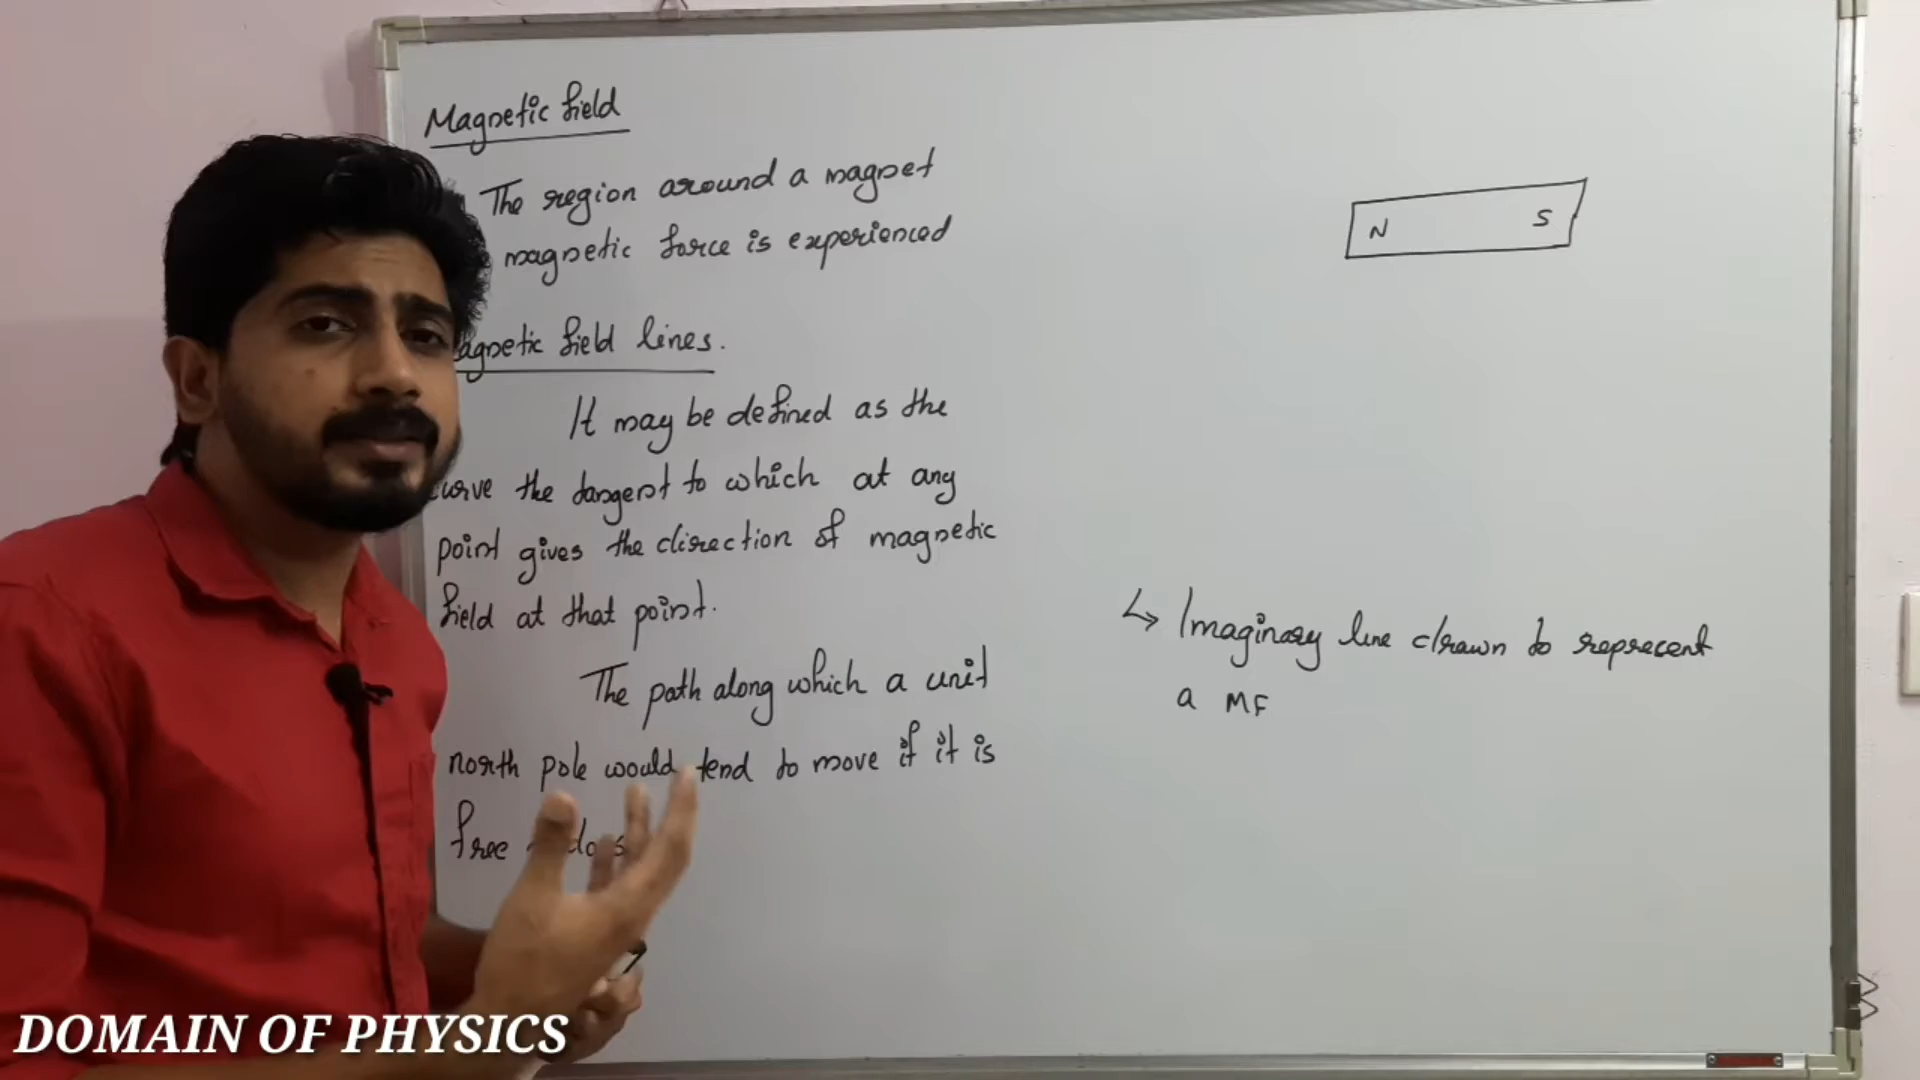 Magnetic field
The region around a magnet
magnetic force is experienced
agnetic field lines.
It may be defined as the
curve the tangent to which at any
point gives the direction of magnetic
field at that point.
The path along which a unit
north pole would tend to move if it is
free do s
N S
↳ Imaginary line drawn to represent
a MF
DOMAIN OF PHYSICS